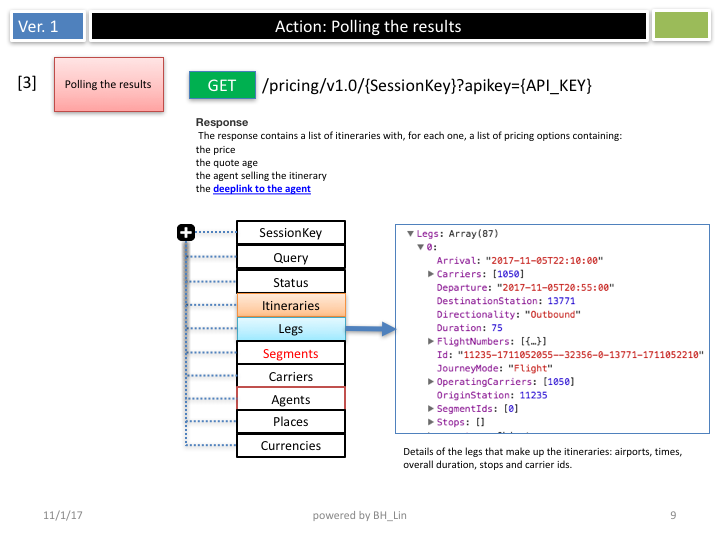 Ver. 1
Action: Polling the results
[3]
Polling the results
GET
/pricing/v1.0/{SessionKey}?apikey={API_KEY}
Response
The response contains a list of itineraries with, for each one, a list of pricing options containing:
the price
the quote age
the agent selling the itinerary
the deeplink to the agent
SessionKey
Query
Status
Itineraries
Legs
Segments
Carriers
Agents
Places
Currencies
▼Legs: Array(87)
▼0:
Arrival: "2017-11-05T22:10:00"
▶Carriers: [1050]
Departure: "2017-11-05T20:55:00"
DestinationStation: 13771
Directionality: "Outbound"
Duration: 75
▶FlightNumbers: [{…}]
Id: "11235-1711052055--32356-0-13771-1711052210"
JourneyMode: "Flight"
▶OperatingCarriers: [1050]
OriginStation: 11235
▶SegmentIds: [0]
▶Stops: []
Details of the legs that make up the itineraries: airports, times,
overall duration, stops and carrier ids.
11/1/17
powered by BH_Lin
9